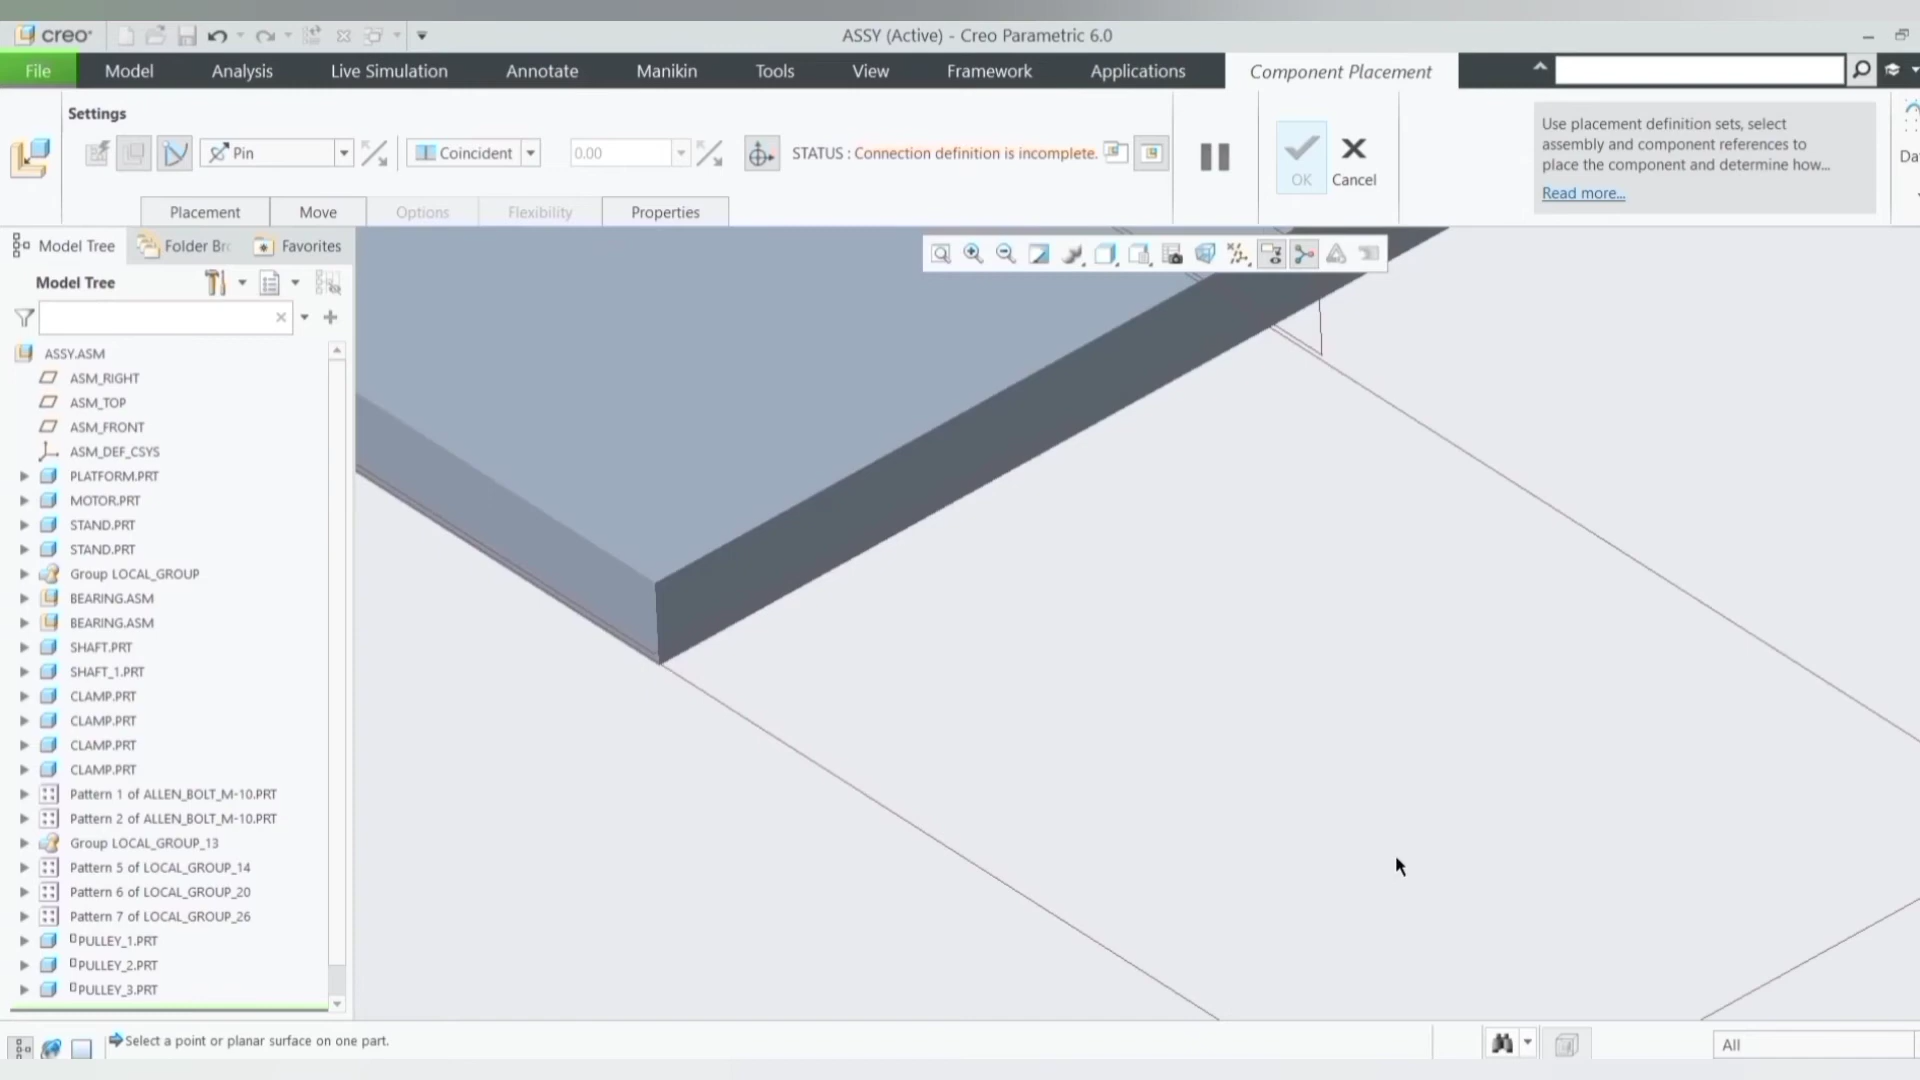 creo
ASSY (Active) - Creo Parametric 6.0
File Model Analysis Live Simulation Annotate Manikin Tools View Framework Applications Component Placement
Settings
Pin Coincident 0.00 STATUS : Connection definition is incomplete. OK Cancel
Use placement definition sets, select
assembly and component references to
place the component and determine how...
Read more...
Placement Move Options Flexibility Properties
Model Tree Folder Br Favorites
Model Tree
ASSY.ASM
ASM_RIGHT
ASM_TOP
ASM_FRONT
ASM_DEF_CSYS
PLATFORM.PRT
MOTOR.PRT
STAND.PRT
STAND.PRT
Group LOCAL_GROUP
BEARING.ASM
BEARING.ASM
SHAFT.PRT
SHAFT_1.PRT
CLAMP.PRT
CLAMP.PRT
CLAMP.PRT
CLAMP.PRT
Pattern 1 of ALLEN_BOLT_M-10.PRT
Pattern 2 of ALLEN_BOLT_M-10.PRT
Group LOCAL_GROUP_13
Pattern 5 of LOCAL_GROUP_14
Pattern 6 of LOCAL_GROUP_20
Pattern 7 of LOCAL_GROUP_26
PULLEY_1.PRT
PULLEY_2.PRT
PULLEY_3.PRT
Select a point or planar surface on one part.
All